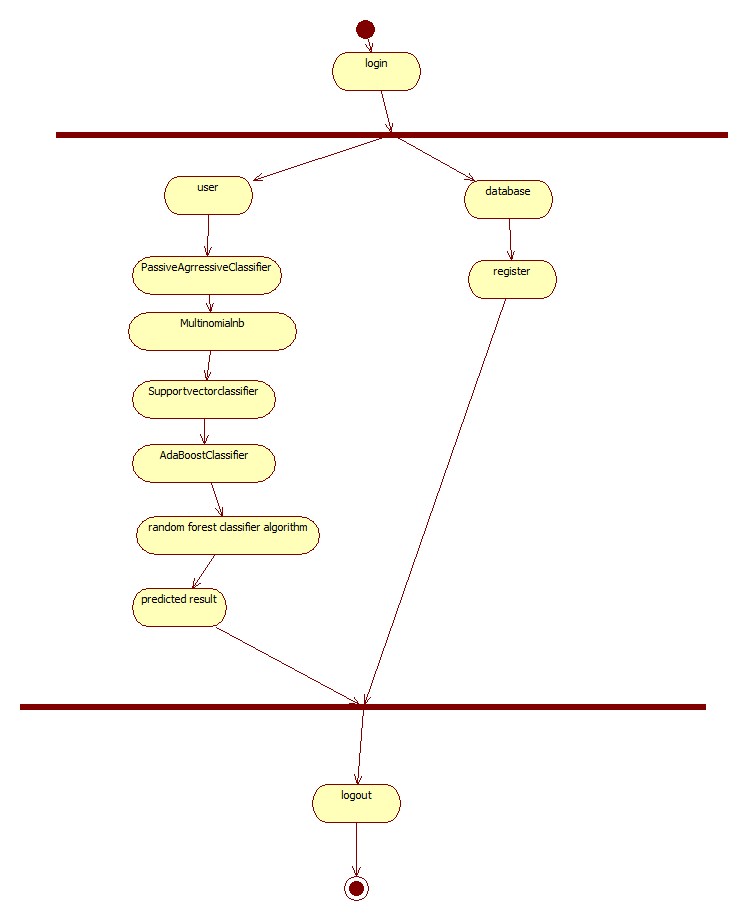 login
user
database
PassiveAgrressiveClassifier
register
Multinomialnb
Supportvectorclassifier
AdaBoostClassifier
random forest classifier algorithm
predicted result
logout